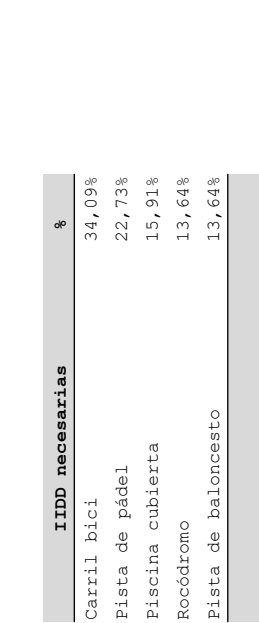 IIDD necesarias %
Carril bici 34,09%
Pista de pádel 22,73%
Piscina cubierta 15,91%
Rocódromo 13,64%
Pista de baloncesto 13,64%